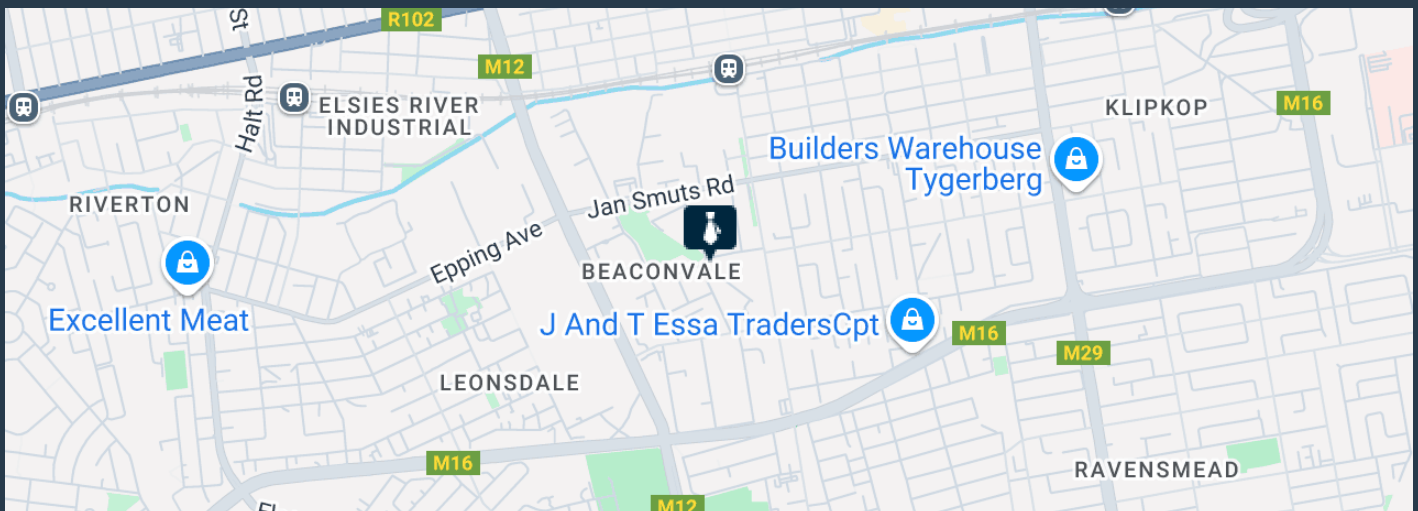 R102
St
M12
M16
Halt Rd
ELSIES RIVER
INDUSTRIAL
KLIPKOP
Builders Warehouse
Tygerberg
Jan Smuts Rd
RIVERTON
Epping Ave
BEACONVALE
Excellent Meat
J And T Essa TradersCpt
M16
M29
LEONSDALE
M16
RAVENSMEAD
M12